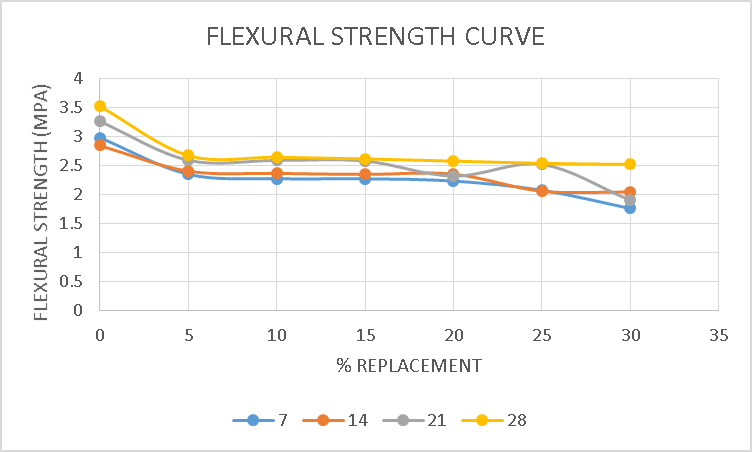 FLEXURAL STRENGTH CURVE
FLEXURAL STRENGTH (MPA)
4
3.5
3
2.5
2
1.5
1
0.5
0
0 5 10 15 20 25 30 35
% REPLACEMENT
7 14 21 28